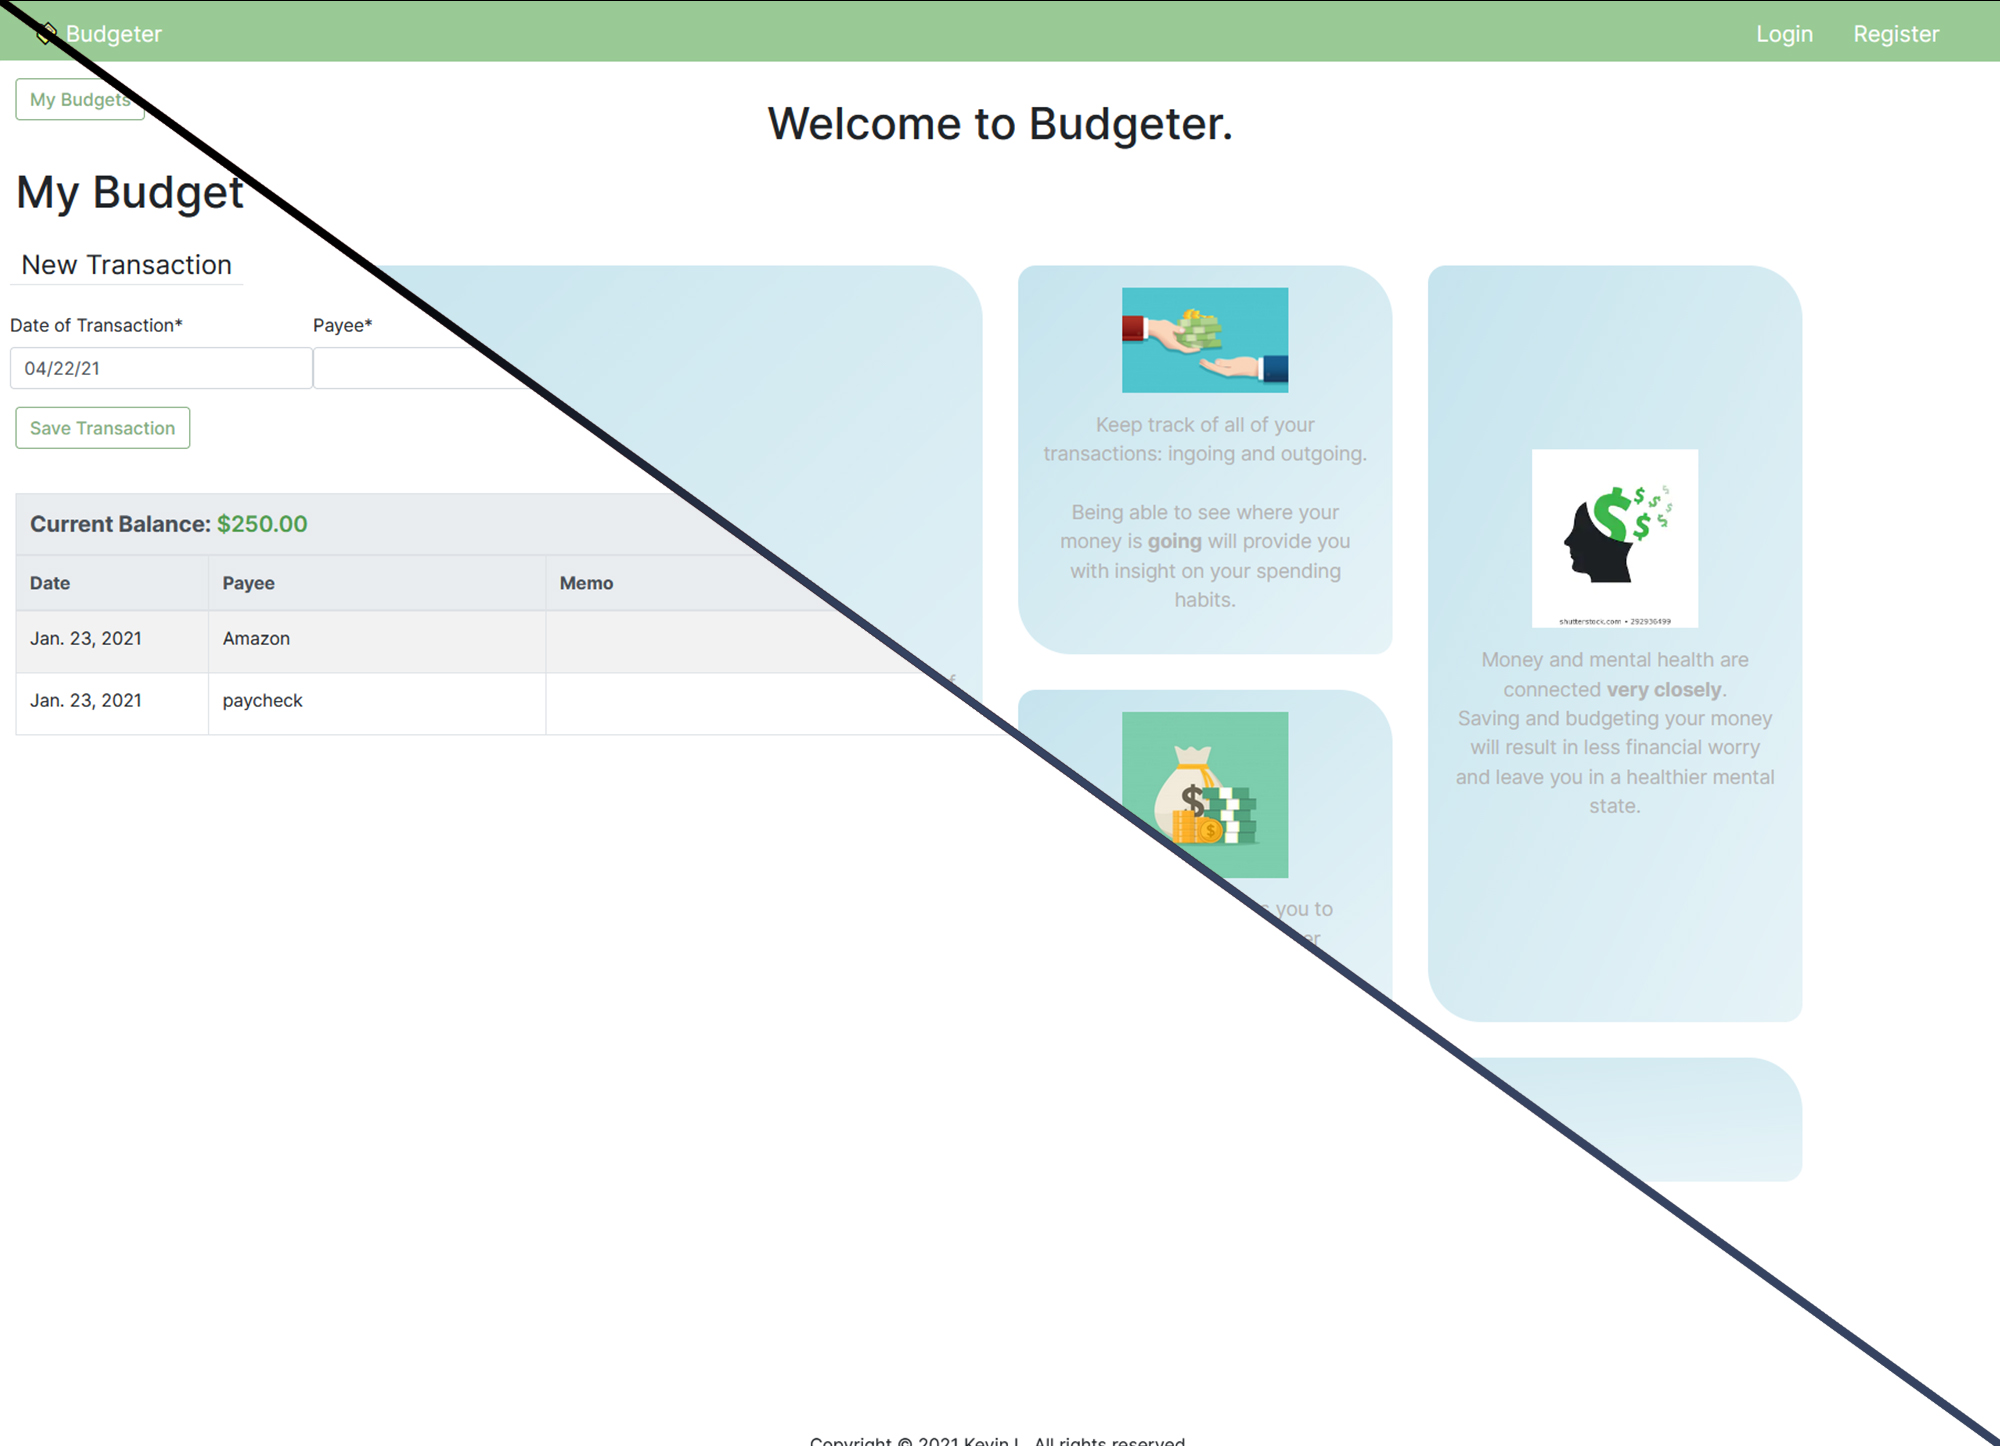 Budgeter
Login
Register
My Budgets
Welcome to Budgeter.
My Budget
New Transaction
Date of Transaction*
Payee*
04/22/21
Save Transaction
Current Balance: $250.00
Date
Payee
Memo
Jan. 23, 2021
Amazon
Jan. 23, 2021
paycheck
Keep track of all of your
transactions: ingoing and outgoing.
Being able to see where your
money is going will provide you
with insight on your spending
habits.
$
$
you to
shutterstock.com • 292936499
Money and mental health are
connected very closely.
Saving and budgeting your money
will result in less financial worry
and leave you in a healthier mental
state.
Copyright © 2021 Kevin L. All rights reserved